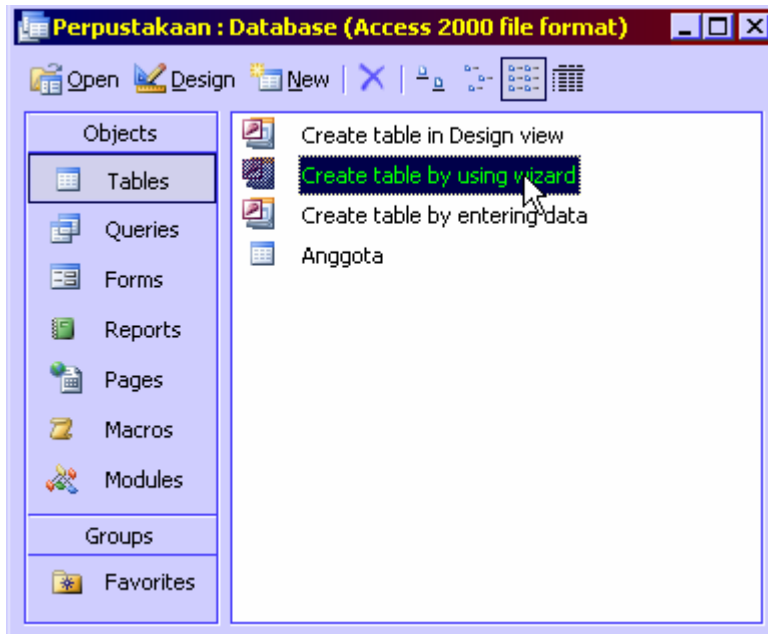 Perpustakaan : Database (Access 2000 file format)
Open Design New
Objects
Tables
Queries
Forms
Reports
Pages
Macros
Modules
Groups
Favorites
Create table in Design view
Create table by using wizard
Create table by entering data
Anggota